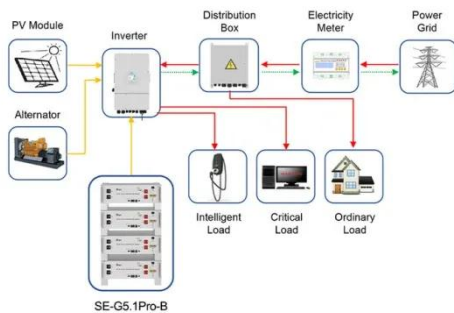 PV Module
Inverter
Distribution
Box
Electricity
Meter
Power
Grid
Alternator
Intelligent
Load
Critical
Load
Ordinary
Load
SE-G5.1Pro-B